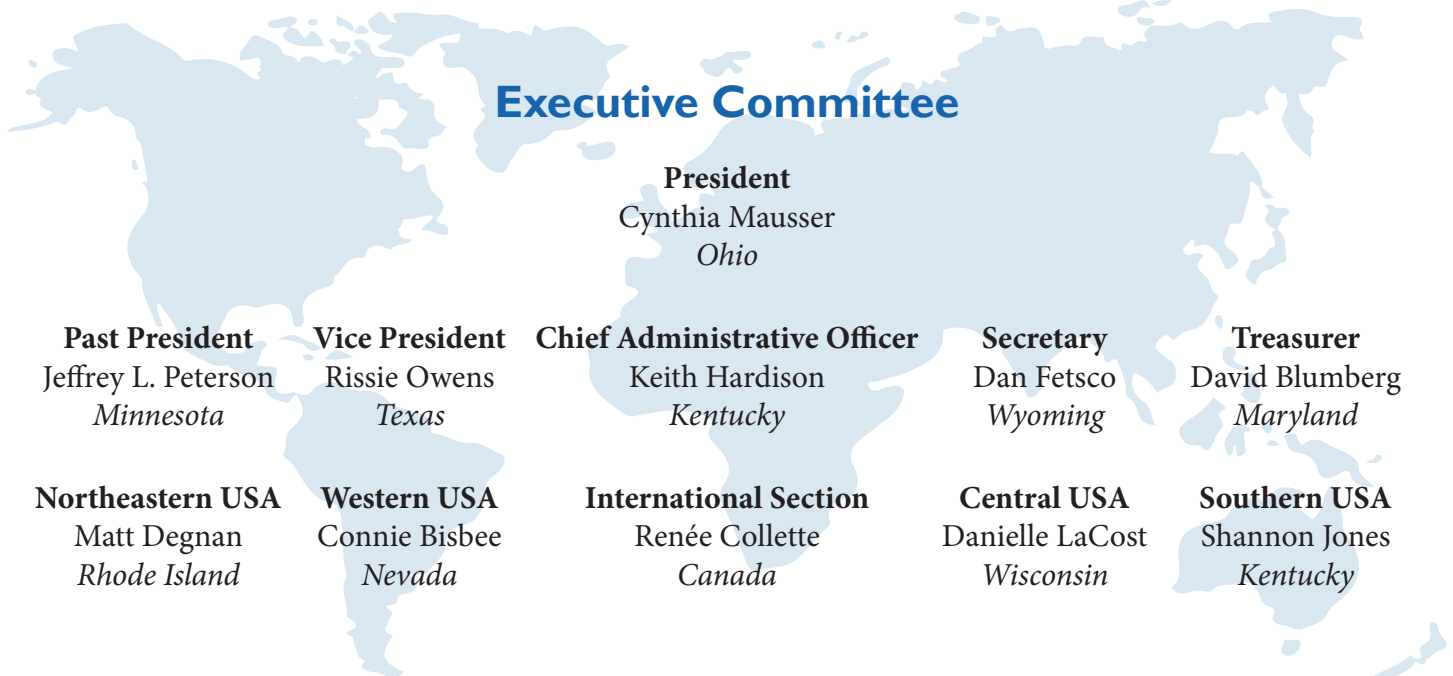 Executive Committee
President
Cynthia Mausser
Ohio
Past President
Jeffrey L. Peterson
Minnesota
Vice President
Rissie Owens
Texas
Chief Administrative Officer
Keith Hardison
Kentucky
Secretary
Dan Fetsco
Wyoming
Treasurer
David Blumberg
Maryland
Northeastern USA
Matt Degnan
Rhode Island
Western USA
Connie Bisbee
Nevada
International Section
Renée Collette
Canada
Central USA
Danielle LaCost
Wisconsin
Southern USA
Shannon Jones
Kentucky